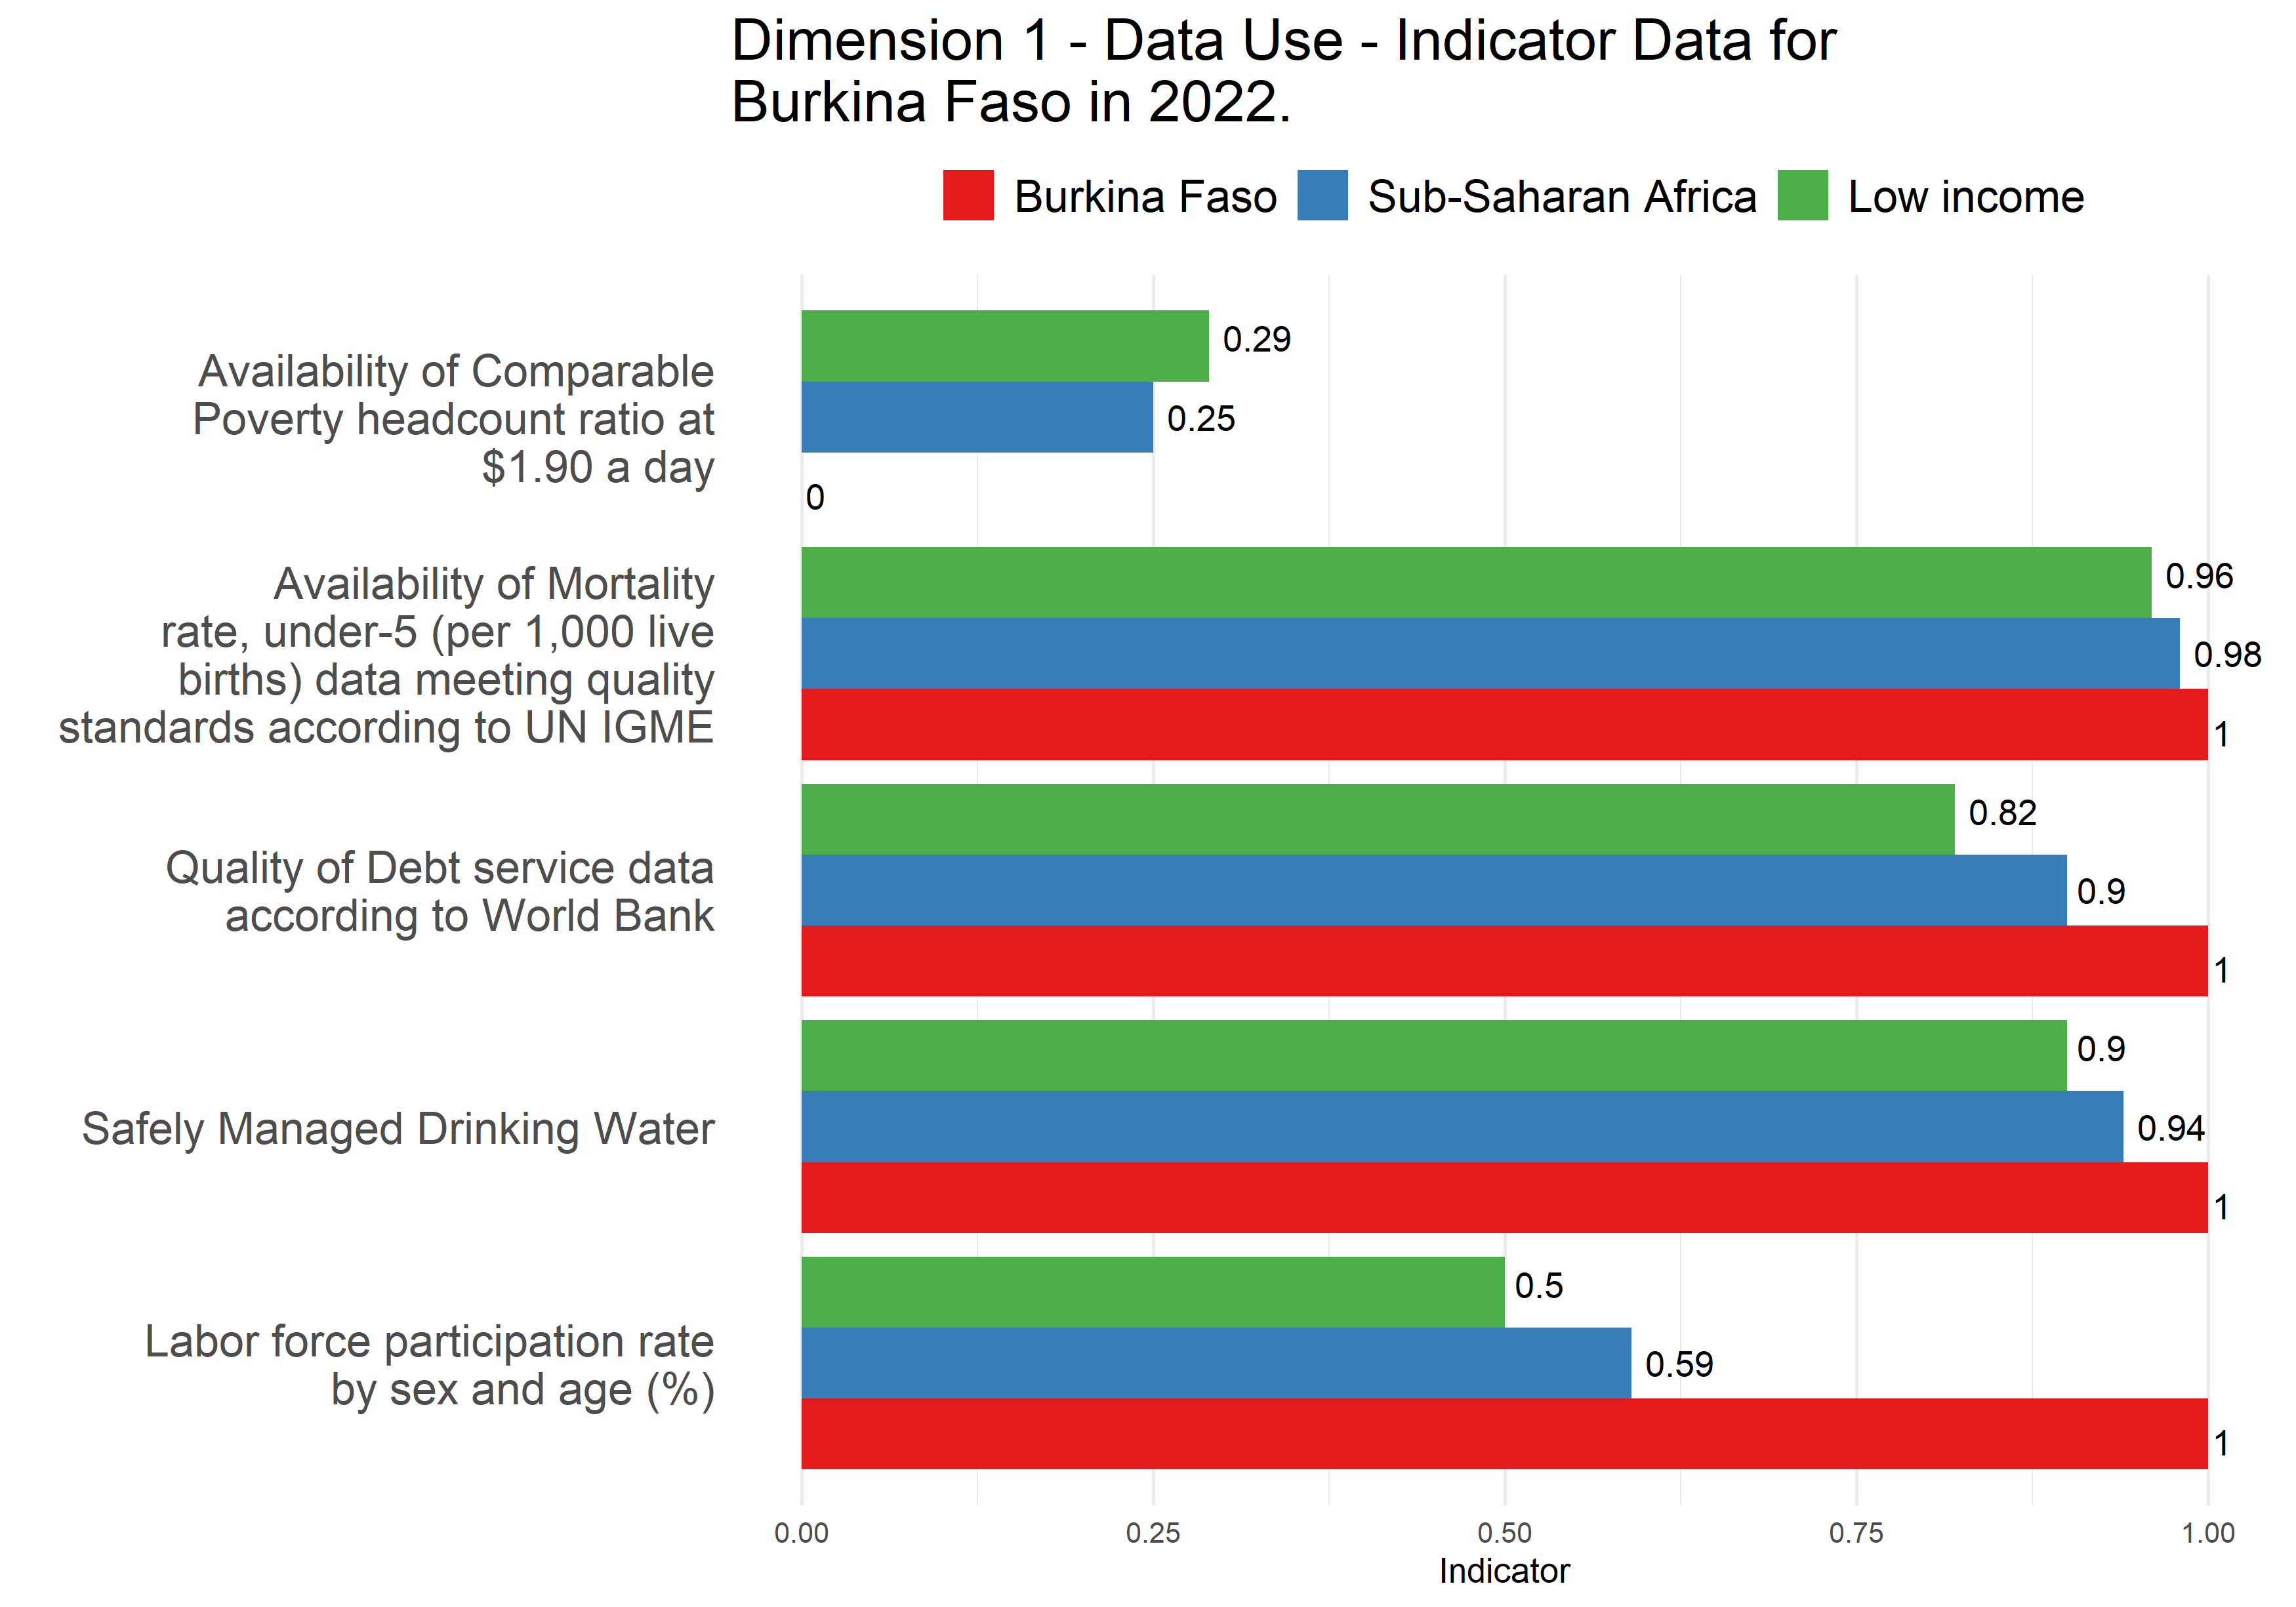 Dimension 1 - Data Use - Indicator Data for
Burkina Faso in 2022.
Burkina Faso
Sub-Saharan Africa
Low income
Availability of Comparable
Poverty headcount ratio at
$1.90 a day
0.29
0.25
0
Availability of Mortality
rate, under-5 (per 1,000 live
births) data meeting quality
standards according to UN IGME
0.96
0.98
1
Quality of Debt service data
according to World Bank
0.82
0.9
1
Safely Managed Drinking Water
0.9
0.94
1
Labor force participation rate
by sex and age (%)
0.5
0.59
1
0.00
0.25
0.50
0.75
1.00
Indicator